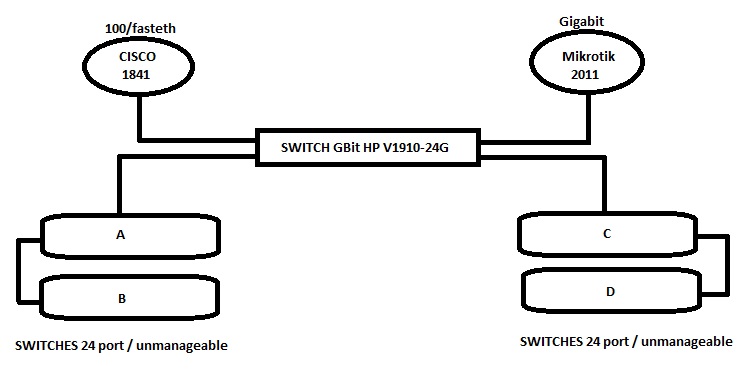 100/fasteth
Gigabit
CISCO
1841
Mikrotik
2011
SWITCH GBit HP V1910-24G
A
C
B
D
SWITCHES 24 port / unmanageable
SWITCHES 24 port / unmanageable